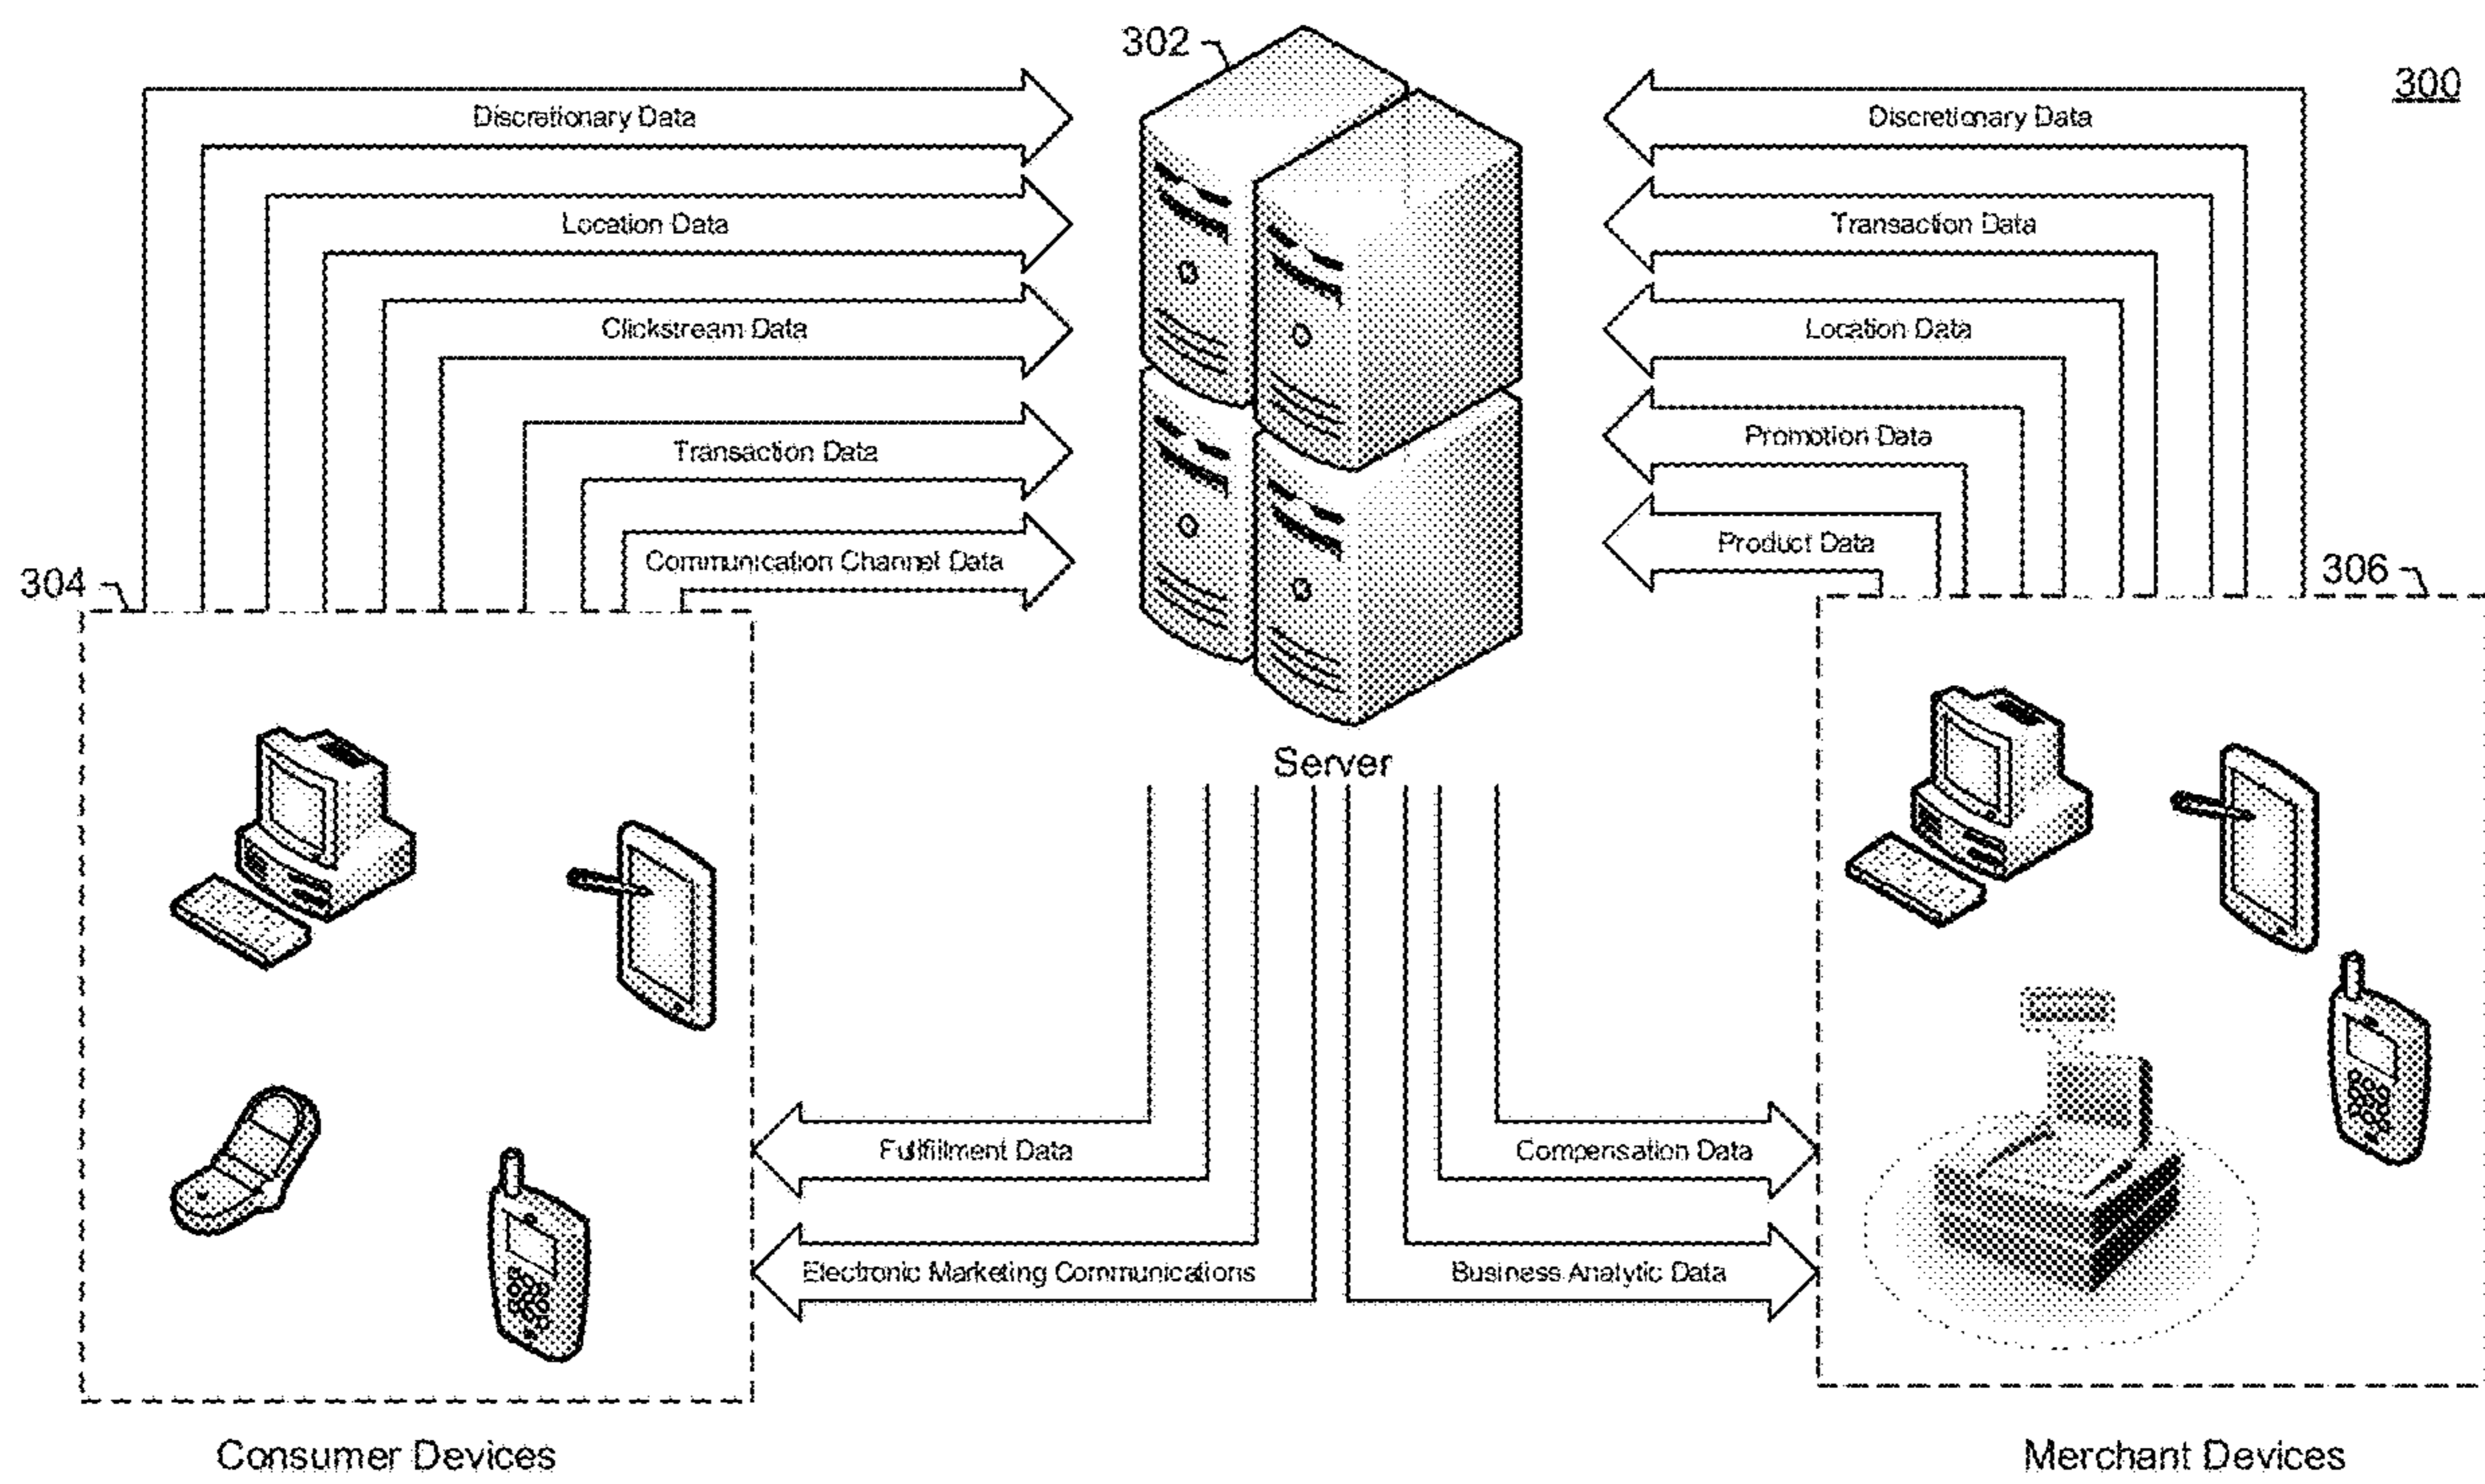 302
300
Discretionary Data
Discretionary Data
Location Data
Transaction Data
Clickstream Data
Location Data
Promotion Data
Transaction Data
Product Data
Communication Channel Data
304
306
Server
Fulfillment Data
Compensation Data
Electronic Marketing Communications
Business Analytic Data
Consumer Devices
Merchant Devices